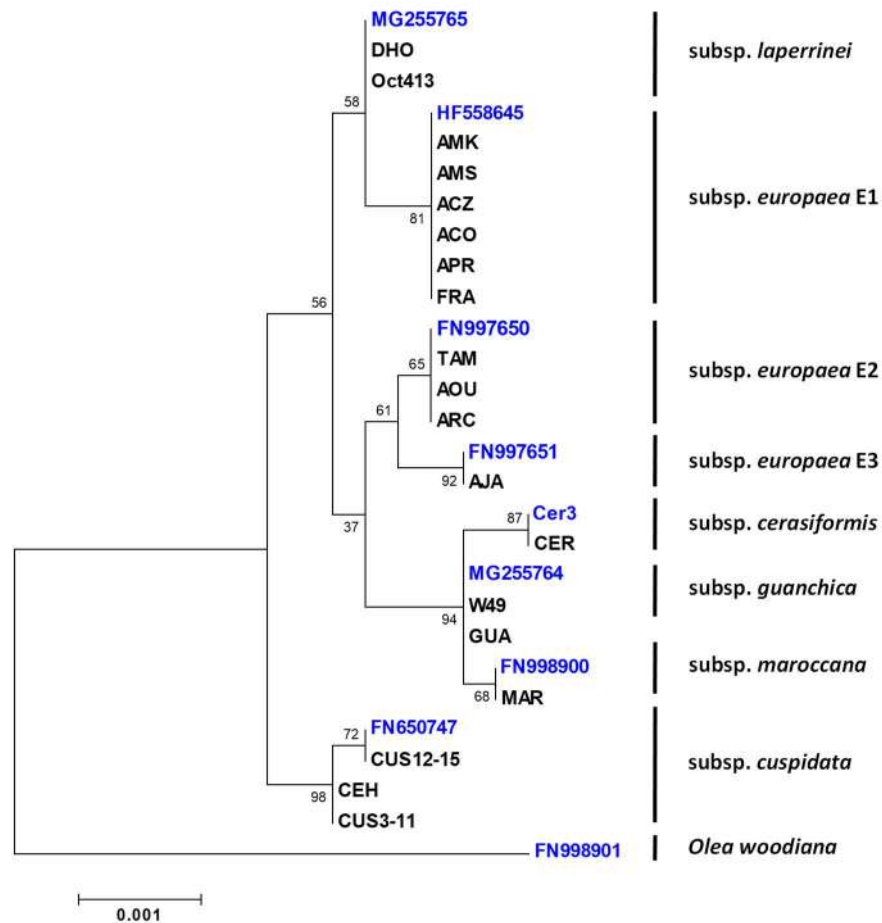 MG255765
DHO
Oct413
subsp. laperrinei
58
HF558645
AMK
AMS
ACZ
ACO
APR
FRA
81
subsp. europaea E1
56
FN997650
TAM
AOU
ARC
65
subsp. europaea E2
61
FN997651
AJA
92
subsp. europaea E3
37
Cer3
CER
87
subsp. cerasiformis
MG255764
W49
GUA
94
subsp. guanchica
FN998900
MAR
68
subsp. maroccana
FN650747
CUS12-15
72
CEH
CUS3-11
98
subsp. cuspidata
FN998901
Olea woodiana
0.001